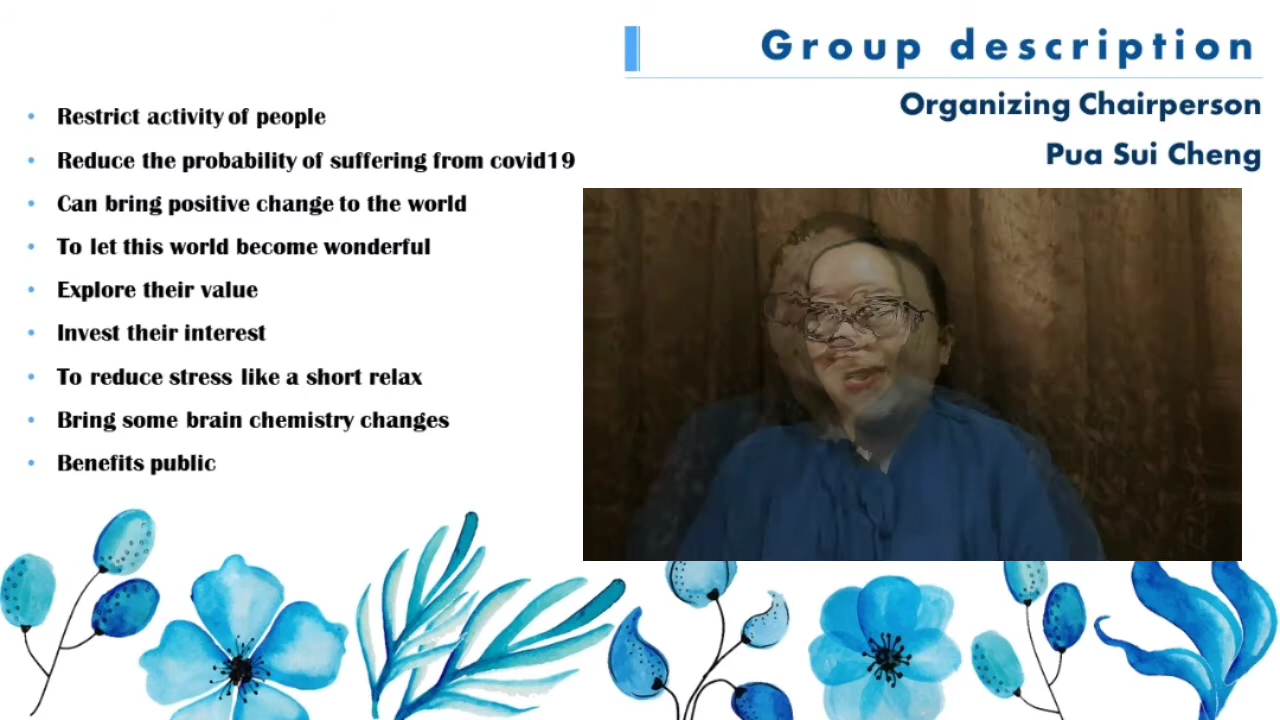 Group description
Organizing Chairperson
Pua Sui Cheng
Restrict activity of people
Reduce the probability of suffering from covid19
Can bring positive change to the world
To let this world become wonderful
Explore their value
Invest their interest
To reduce stress like a short relax
Bring some brain chemistry changes
Benefits public